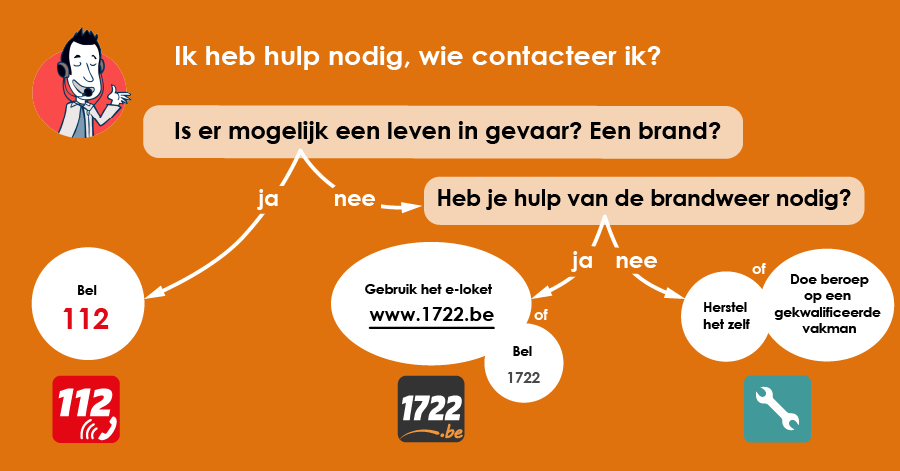 Ik heb hulp nodig, wie contacteer ik?
Is er mogelijk een leven in gevaar? Een brand?
ja
nee
Heb je hulp van de brandweer nodig?
ja
nee
Bel
112
Gebruik het e-loket
www.1722.be
of
Bel
1722
Herstel
het zelf
of
Doe beroep
op een
gekwalificeerde
vakman
112
1722
.be